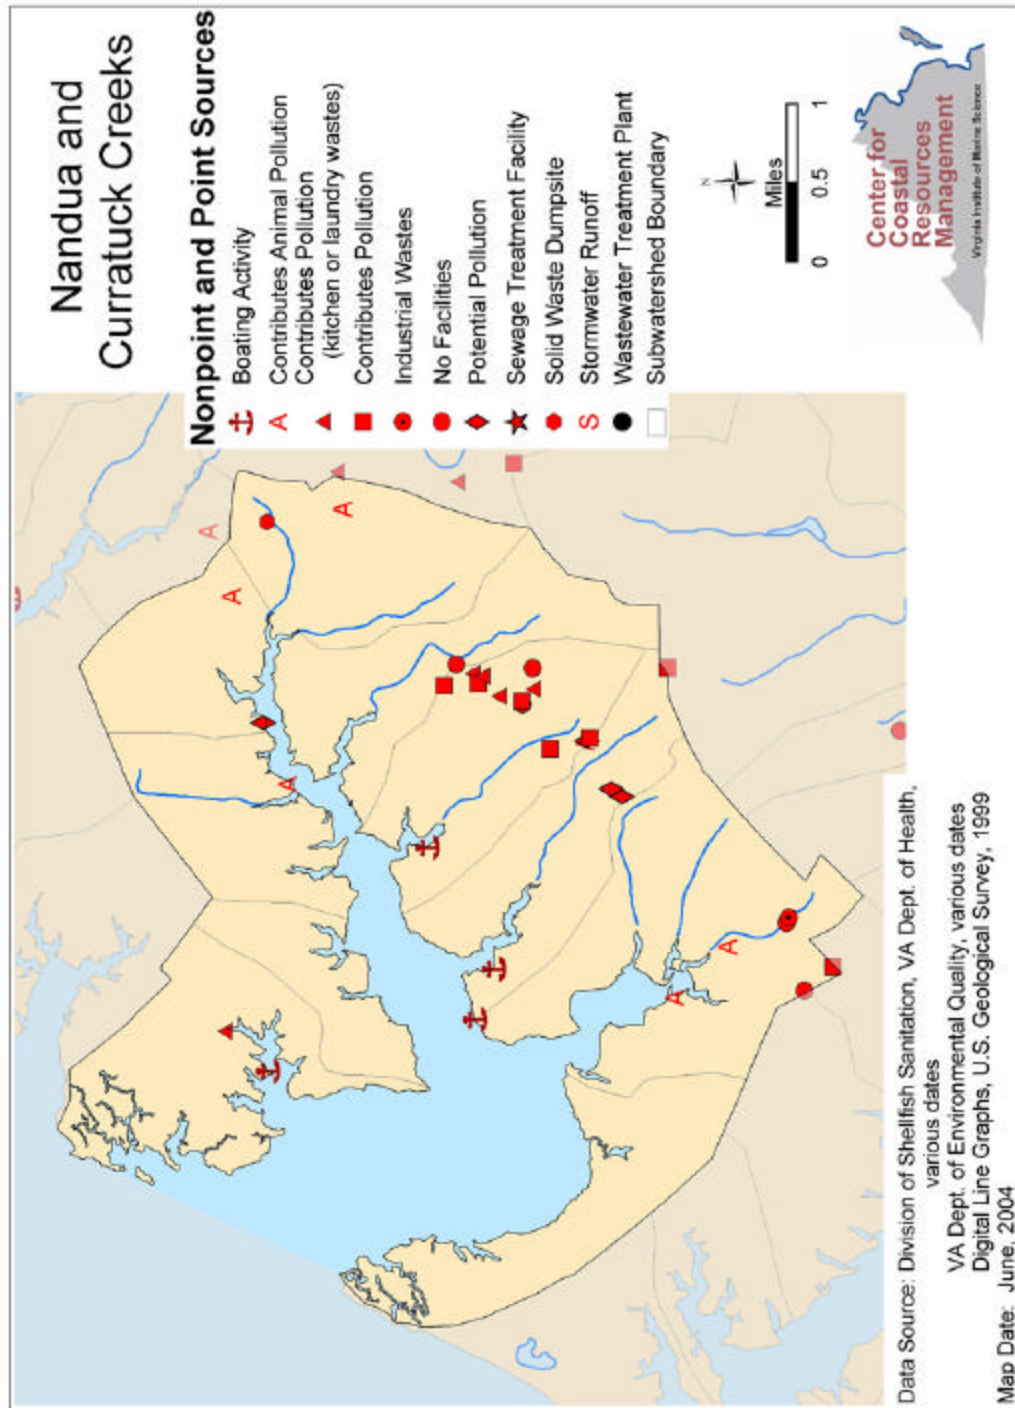 Nandua and
Curratuck Creeks
Nonpoint and Point Sources
Boating Activity
A Contributes Animal Pollution
Contributes Pollution
(kitchen or laundry wastes)
Contributes Pollution
Industrial Wastes
No Facilities
Potential Pollution
Sewage Treatment Facility
Solid Waste Dumpsite
S Stormwater Runoff
Wastewater Treatment Plant
Subwatershed Boundary
N
Miles
0 0.5 1
Center for
Coastal
Resources
Management
Virginia Institute of Marine Science
A
A
A
A
A
A
Data Source: Division of Shellfish Sanitation, VA Dept. of Health,
various dates
VA Dept. of Environmental Quality, various dates
Digital Line Graphs, U.S. Geological Survey, 1999
Map Date: June, 2004